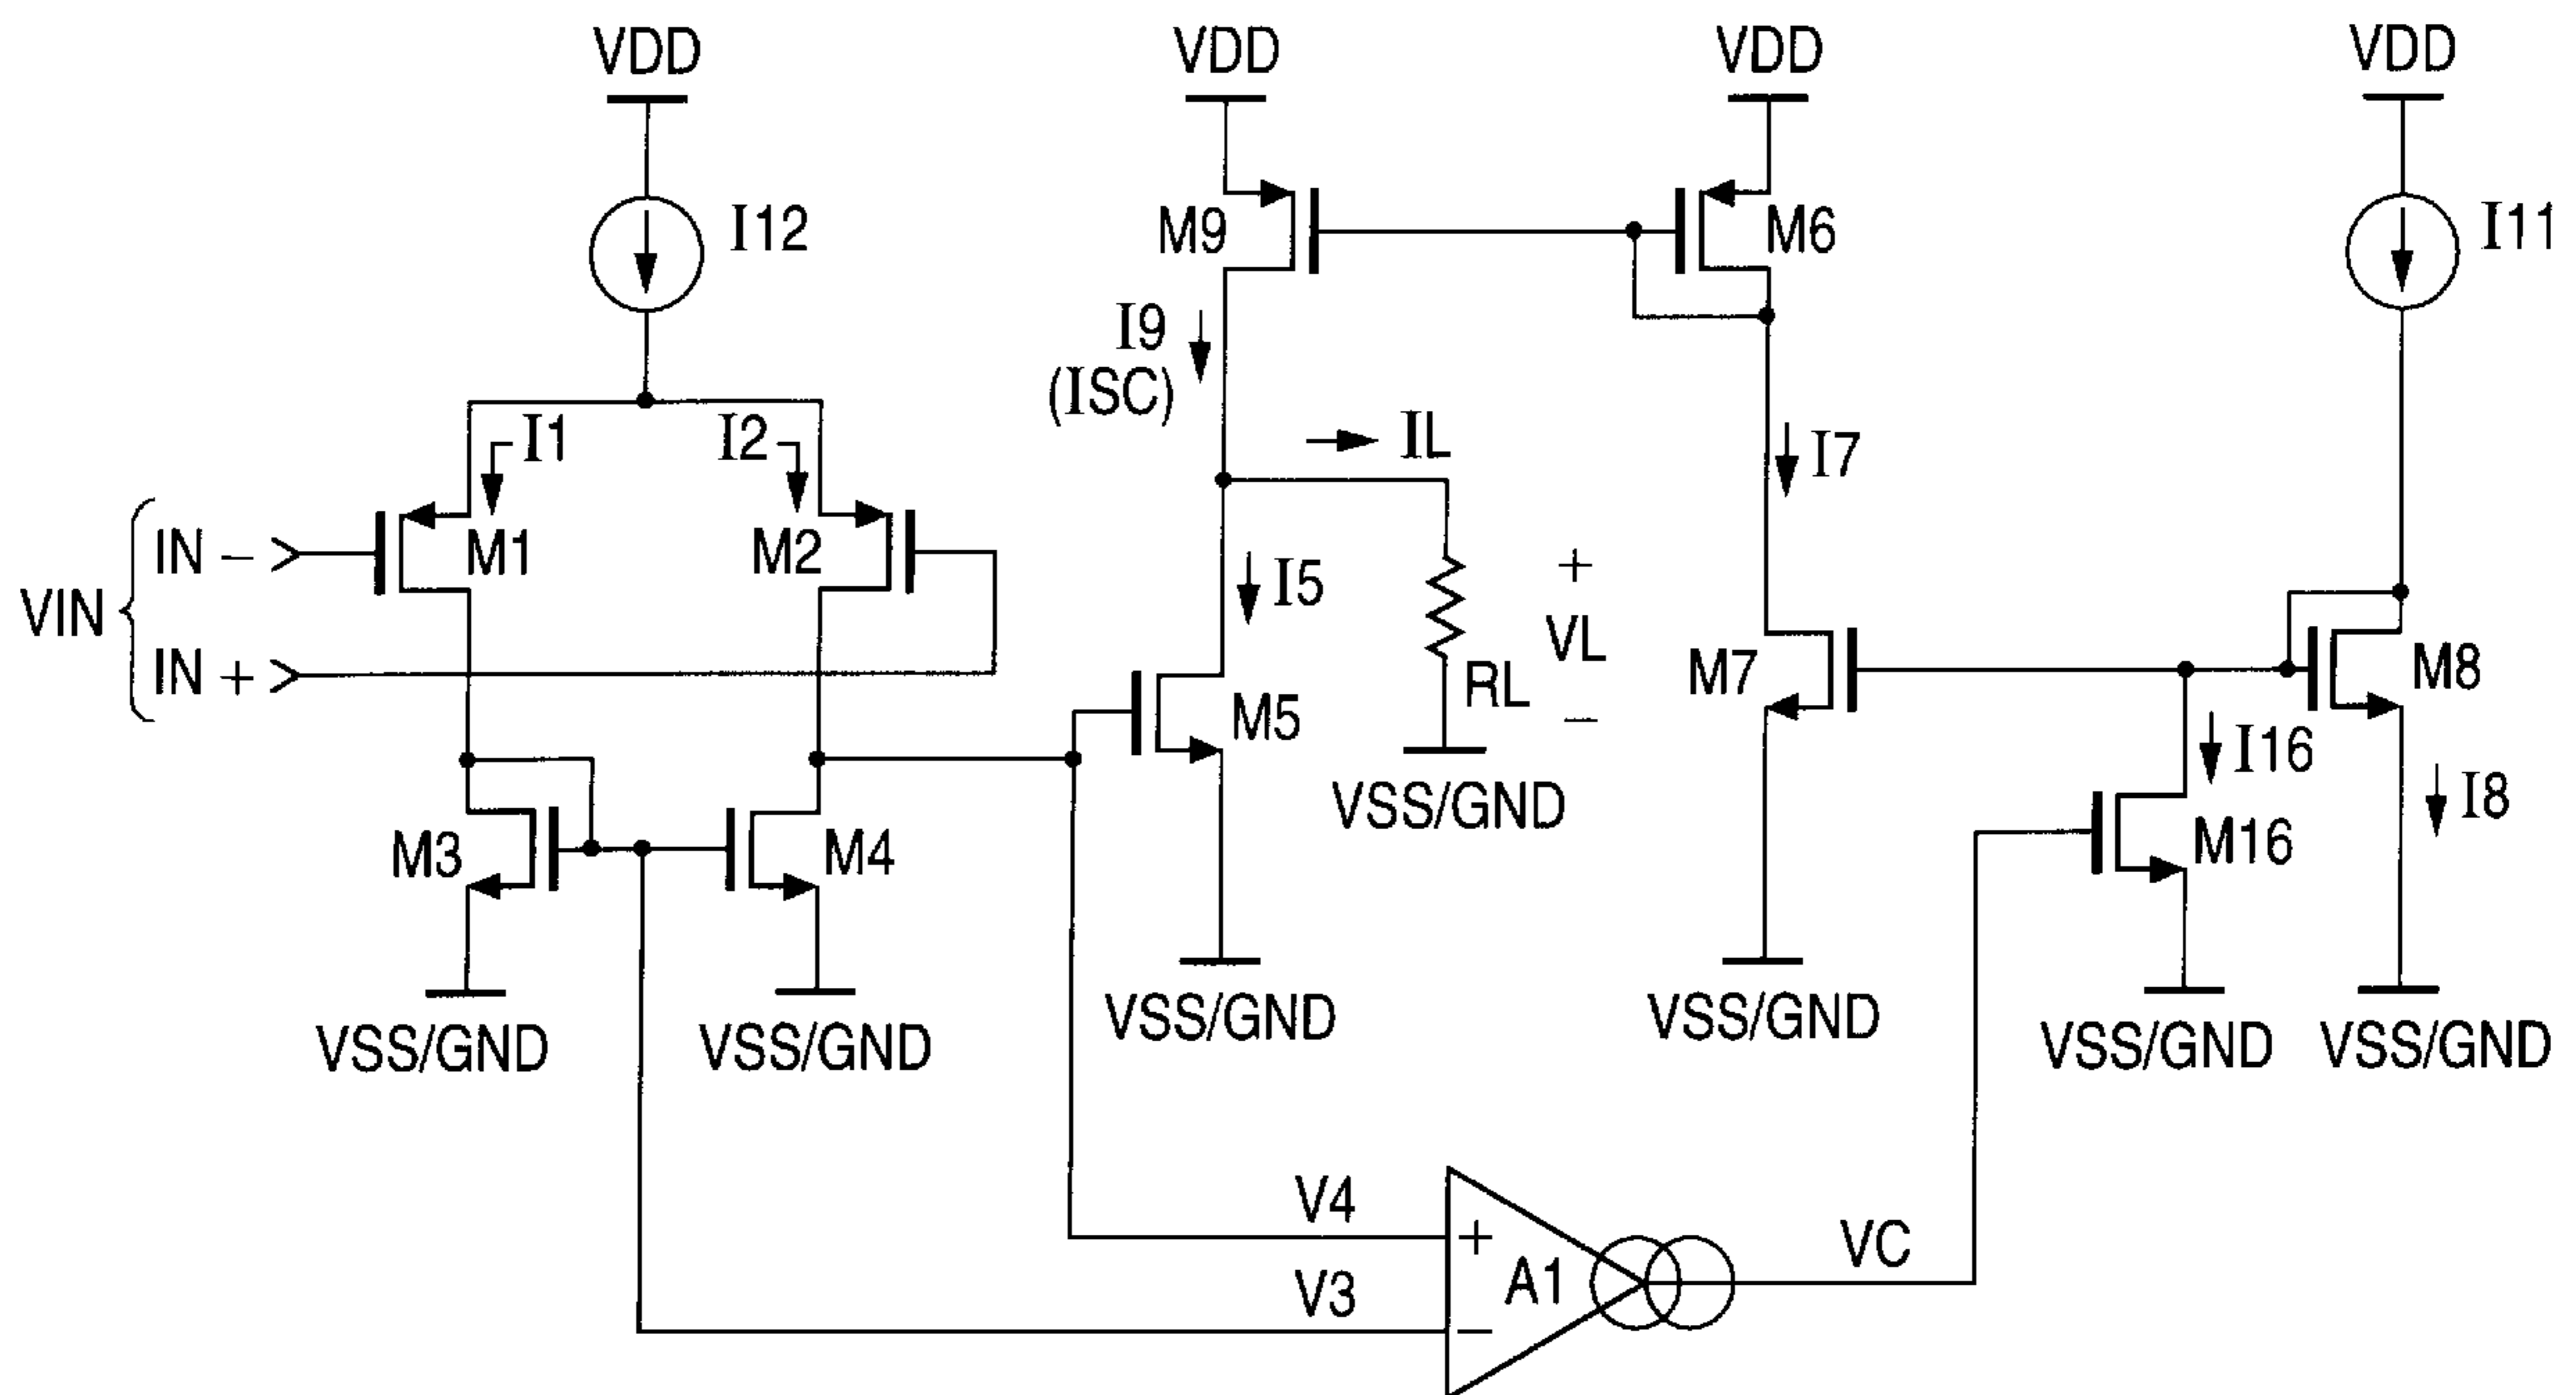 VDD
VDD
VDD
VDD
I12
M9
M6
I11
I9
(ISC)
I1
I2
IL
I7
IN –
M1
M2
VIN
IN +
I5
+
VL
–
RL
M5
M7
M8
VSS/GND
I16
I8
M3
M4
M16
VSS/GND
VSS/GND
VSS/GND
VSS/GND
VSS/GND
VSS/GND
V4
+
A1
VC
V3
–